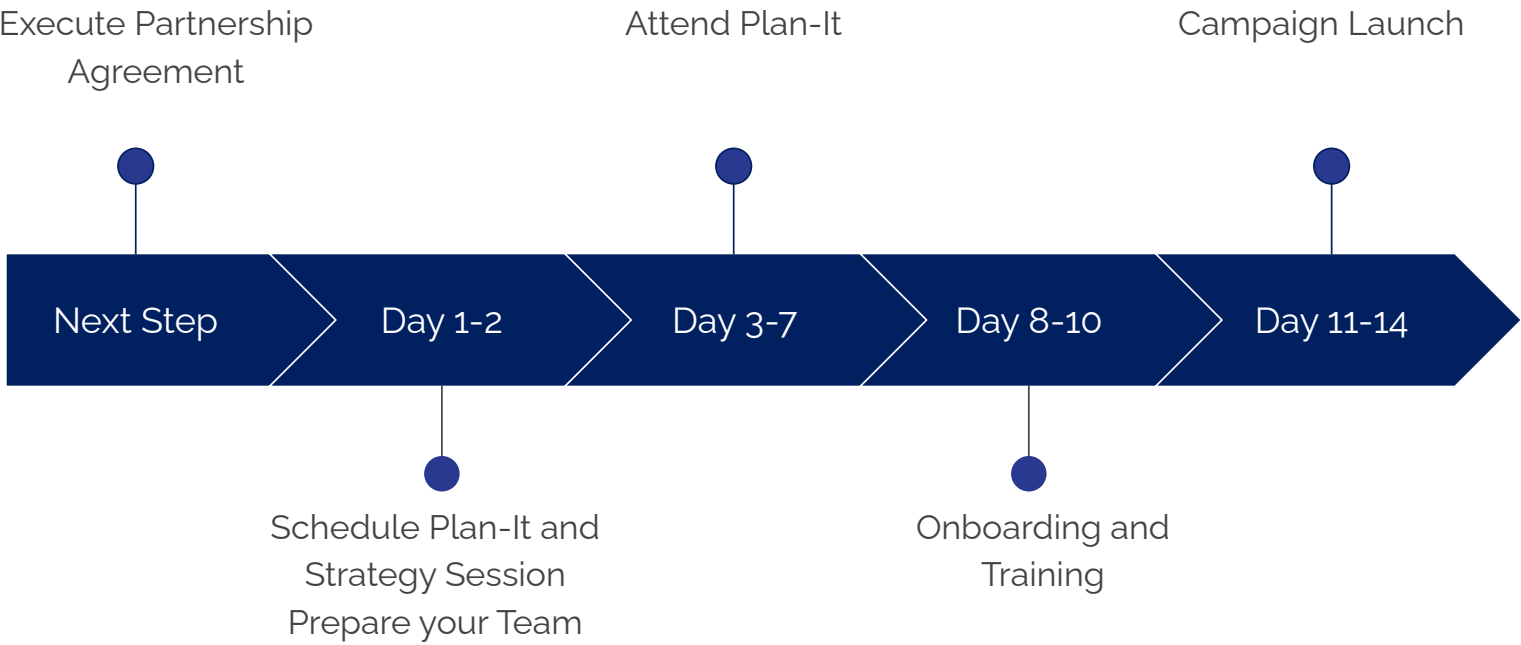 Execute Partnership
Agreement
Attend Plan-It
Campaign Launch
Next Step
Day 1-2
Day 3-7
Day 8-10
Day 11-14
Schedule Plan-It and
Strategy Session
Prepare your Team
Onboarding and
Training